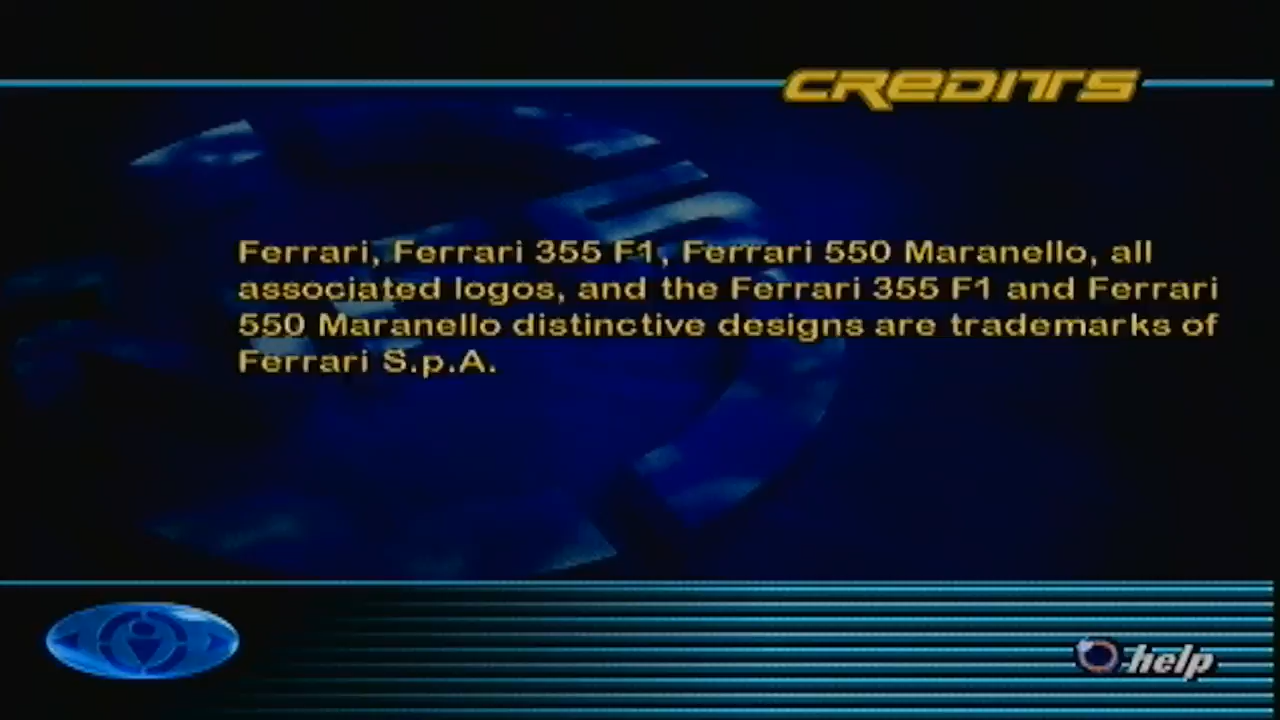 CREDITS
Ferrari, Ferrari 355 F1, Ferrari 550 Maranello, all
associated logos, and the Ferrari 355 F1 and Ferrari
550 Maranello distinctive designs are trademarks of
Ferrari S.p.A.
help